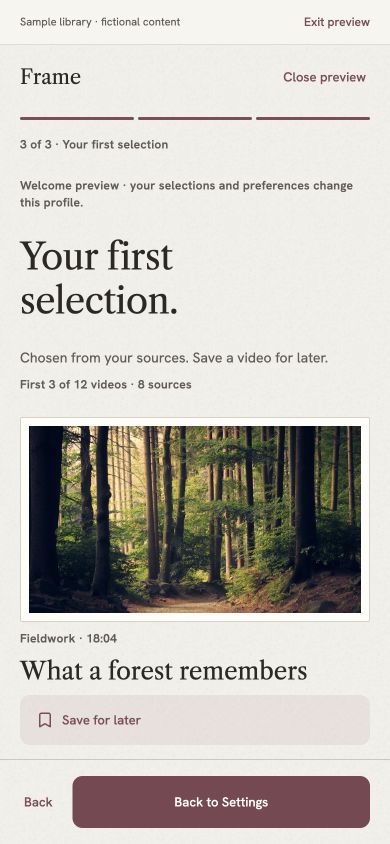 Sample library · fictional content
Exit preview
Frame
Close preview
3 of 3 · Your first selection
Welcome preview · your selections and preferences change
this profile.
Your first
selection.
Chosen from your sources. Save a video for later.
First 3 of 12 videos · 8 sources
Fieldwork · 18:04
What a forest remembers
Save for later
Back
Back to Settings